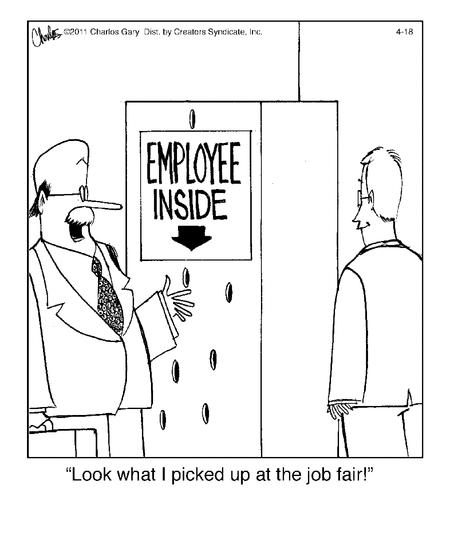 Charles ©2011 Charlos Gary Dist. by Creators Syndicate, Inc. 4-18
EMPLOYEE
INSIDE
“Look what I picked up at the job fair!”